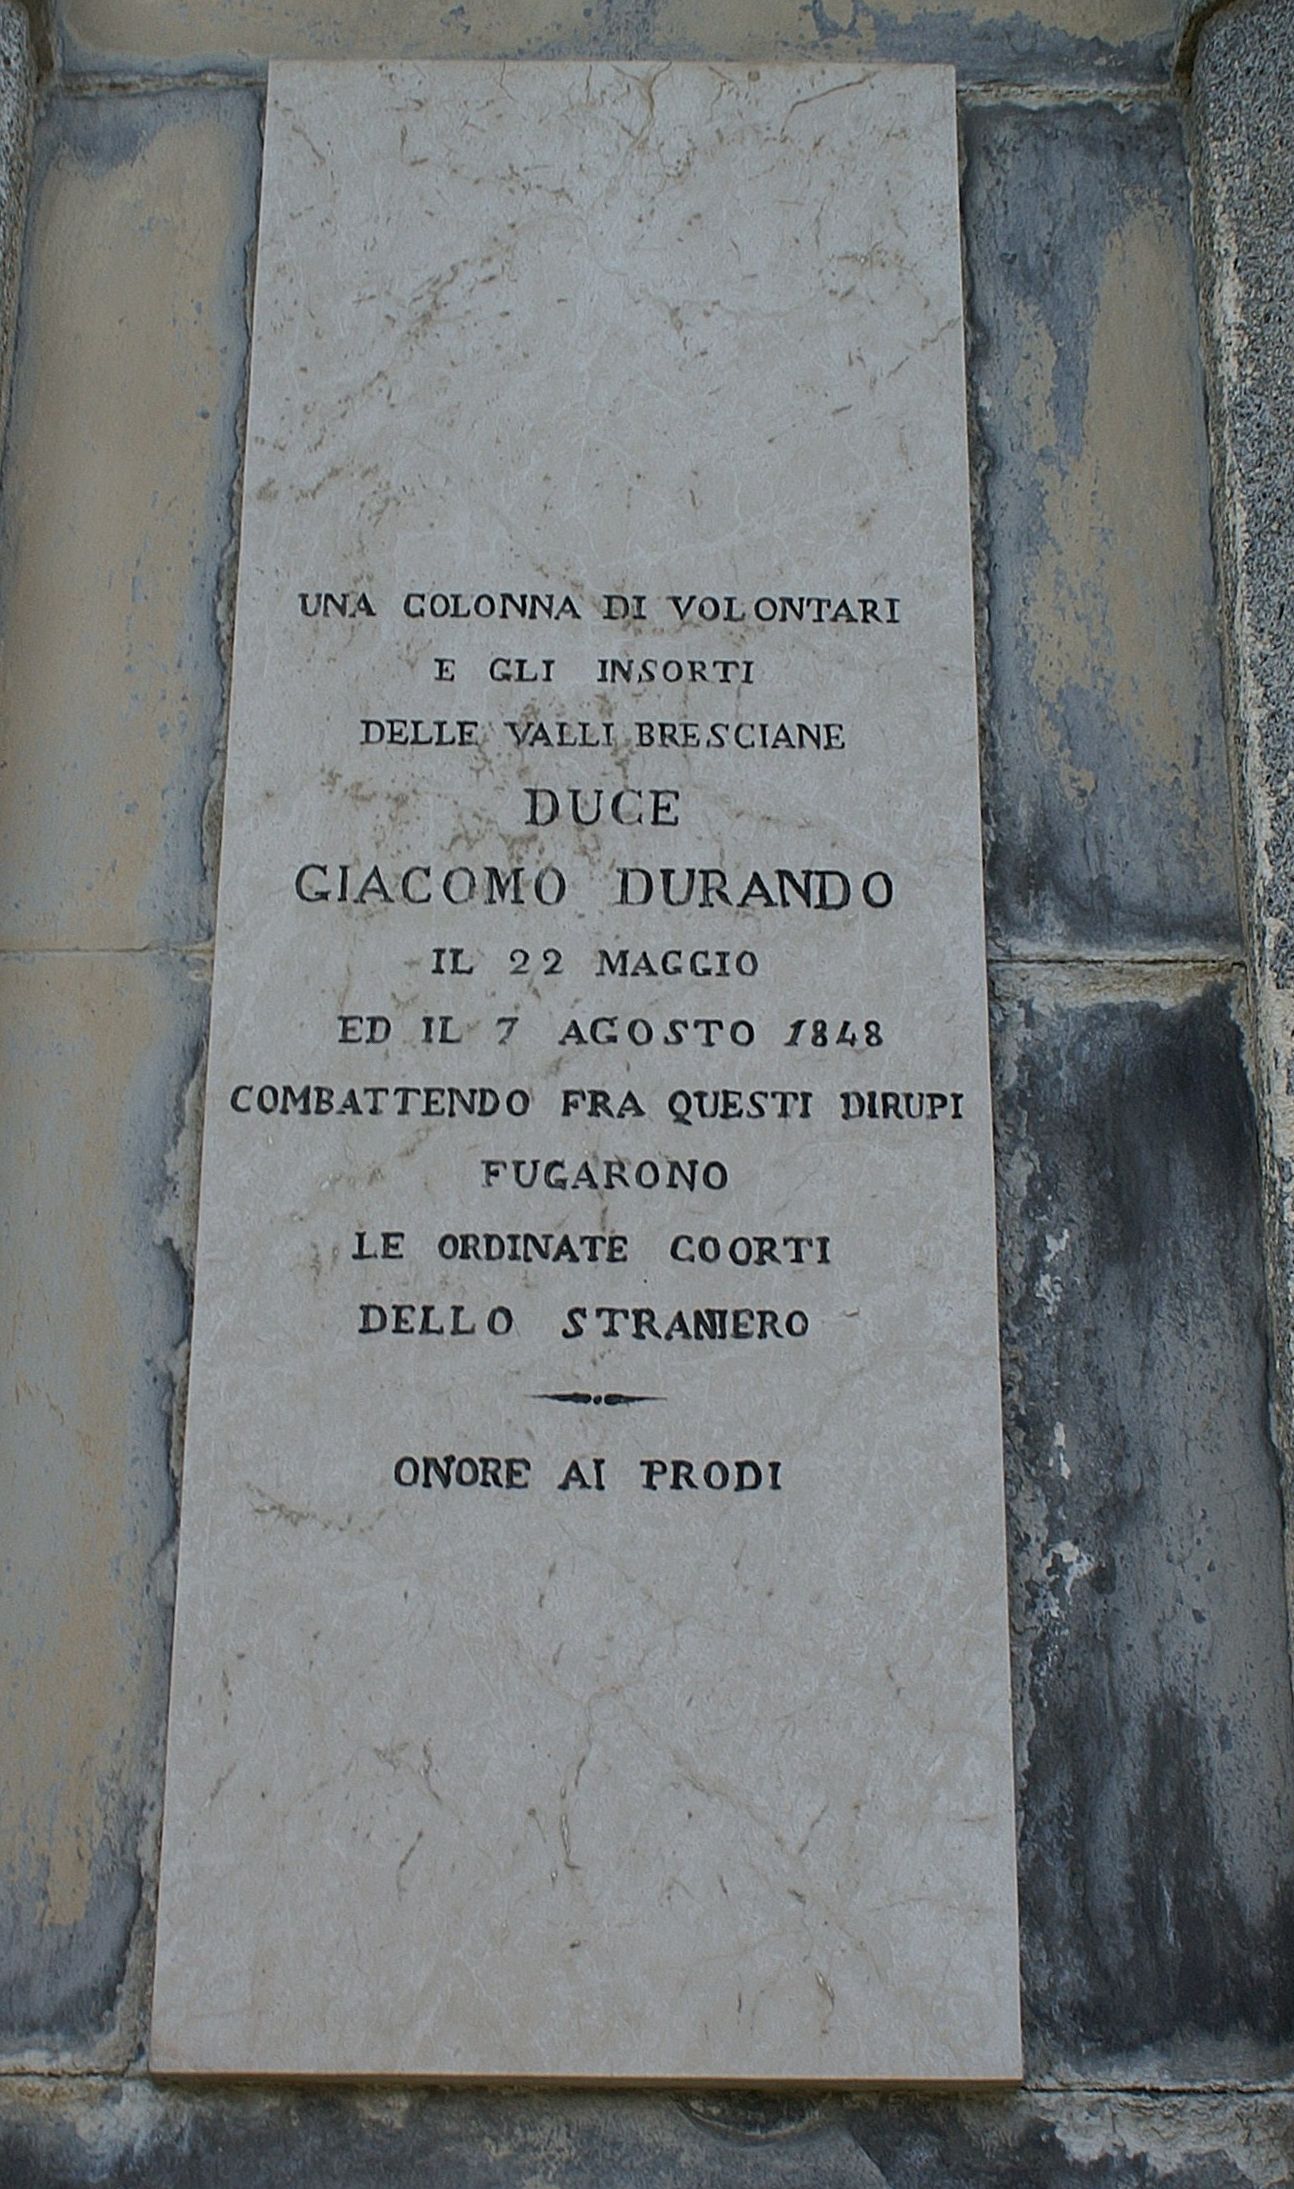 UNA COLONNA DI VOLONTARI
E GLI INSORTI
DELLE VALLI BRESCIANE
DUCE
GIACOMO DURANDO
IL 22 MAGGIO
ED IL 7 AGOSTO 1848
COMBATTENDO FRA QUESTI DIRUPI
FUGARONO
LE ORDINATE COORTI
DELLO STRANIERO
ONORE AI PRODI